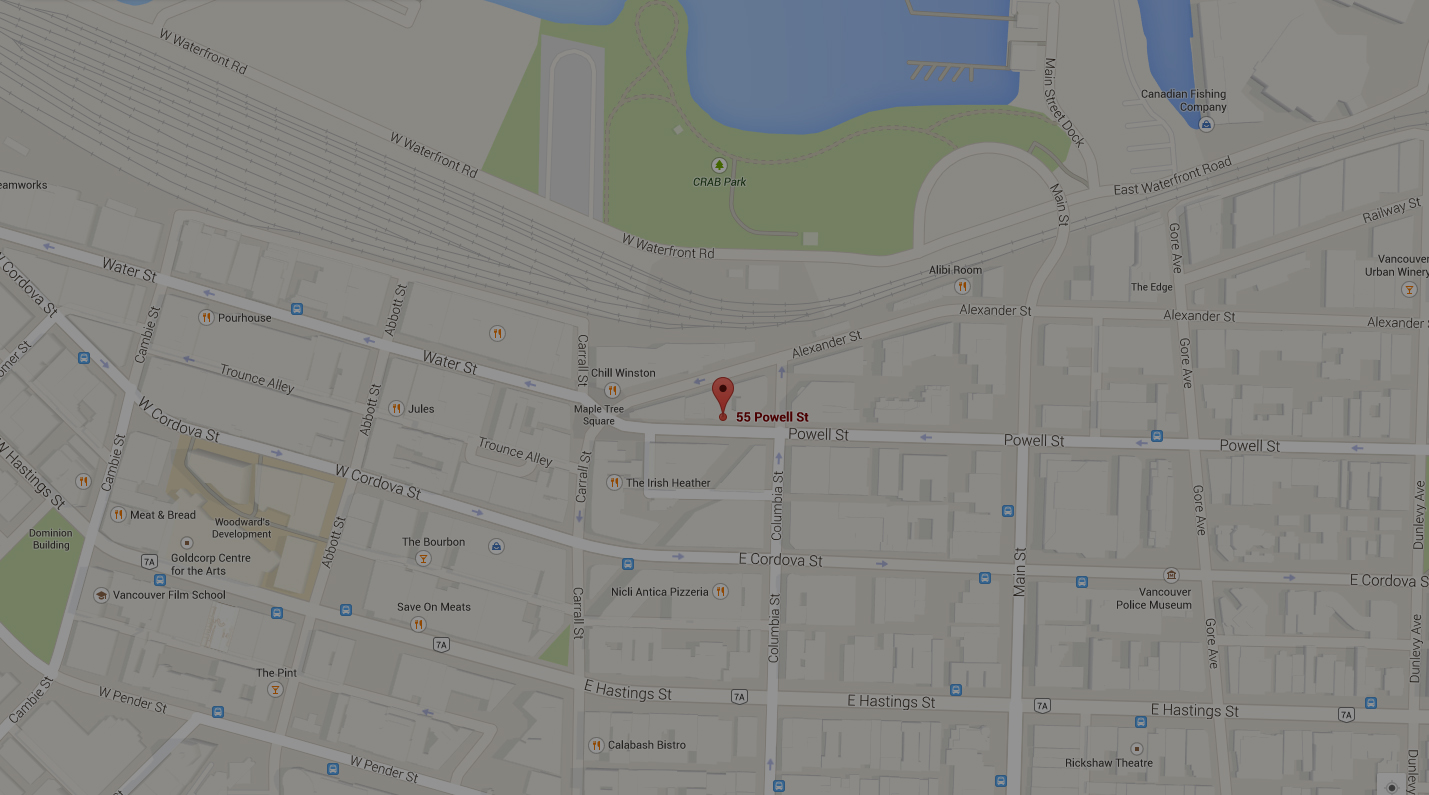 W Waterfront Rd
Main Street Dock
Canadian Fishing
Company
W Waterfront Rd
CRAB Park
East Waterfront Road
eamworks
Main St
Railway St
W Waterfront Rd
Gore Ave
Water St
W Cordova St
Alibi Room
The Edge
Vancouver
Urban Winery
Abbott St
Pourhouse
Cambie St
Alexander St
Alexander St
Alexander
Alexander St
Water St
Carrall St
Gore Ave
Trounce Alley
Chill Winston
Jules
Abbott St
Maple Tree
Square
55 Powell St
W Cordova St
Powell St
Powell St
Powell St
Trounce Alley
Cambie St
W Hastings St
W Cordova St
Carrall St
The Irish Heather
Columbia St
Gore Ave
Dunlevy Ave
Meat & Bread
Woodward's
Development
Dominion
Building
Abbott St
The Bourbon
7A
Goldcorp Centre
for the Arts
E Cordova St
Main St
E Cordova S
Vancouver Film School
Save On Meats
Nicli Antica Pizzeria
Vancouver
Police Museum
Carrall St
Columbia St
Gore Ave
Dunlevy Ave
7A
The Pint
Cambie St
W Pender St
E Hastings St
7A
E Hastings St
7A
E Hastings St
7A
Calabash Bistro
W Pender St
Rickshaw Theatre
Dunlevy